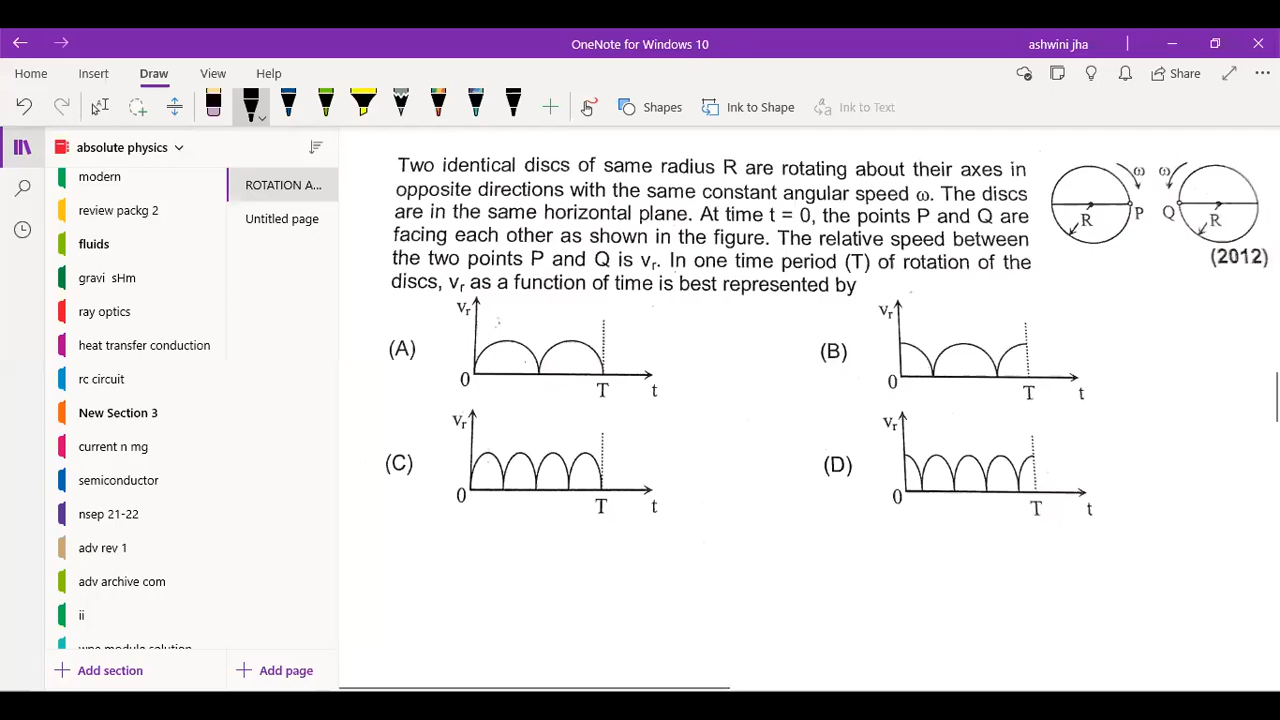 OneNote for Windows 10
ashwini jha
Home
Insert
Draw
View
Help
Share
Shapes
Ink to Shape
Ink to Text
absolute physics
modern
review packg 2
fluids
gravi sHm
ray optics
heat transfer conduction
rc circuit
New Section 3
current n mg
semiconductor
nsep 21-22
adv rev 1
adv archive com
ii
wpe modula solution
Add section
ROTATION A...
Untitled page
Add page
Two identical discs of same radius R are rotating about their axes in
opposite directions with the same constant angular speed ω. The discs
are in the same horizontal plane. At time t = 0, the points P and Q are
facing each other as shown in the figure. The relative speed between
the two points P and Q is vr. In one time period (T) of rotation of the
discs, vr as a function of time is best represented by
ω ω
R P Q R
(2012)
(A) vr 0 T t
(B) vr 0 T t
(C) vr 0 T t
(D) vr 0 T t